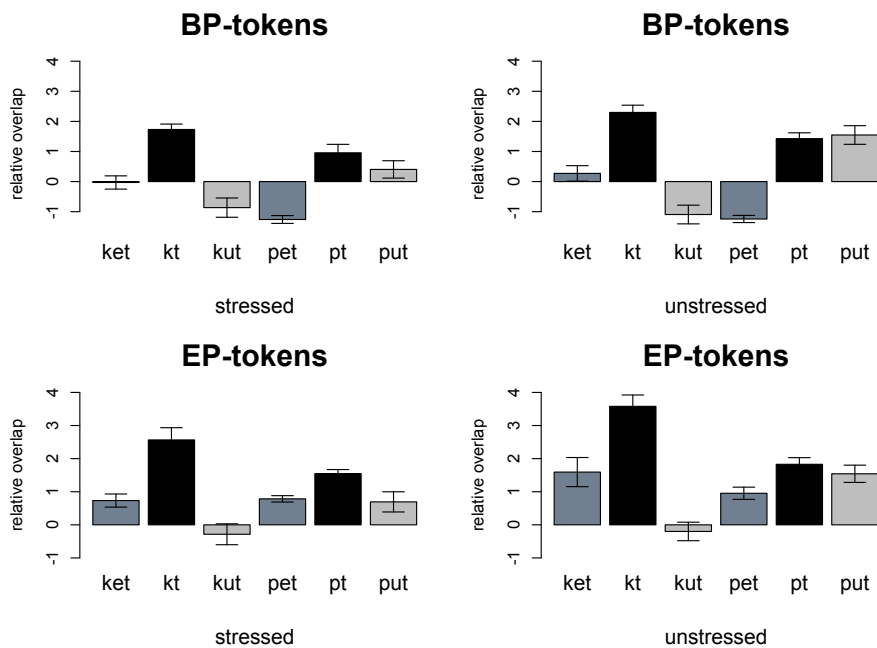 BP-tokens
relative overlap
4
3
2
1
0
-1
ket kt kut pet pt put
stressed
BP-tokens
relative overlap
4
3
2
1
0
-1
ket kt kut pet pt put
unstressed
EP-tokens
relative overlap
4
3
2
1
0
-1
ket kt kut pet pt put
stressed
EP-tokens
relative overlap
4
3
2
1
0
-1
ket kt kut pet pt put
unstressed